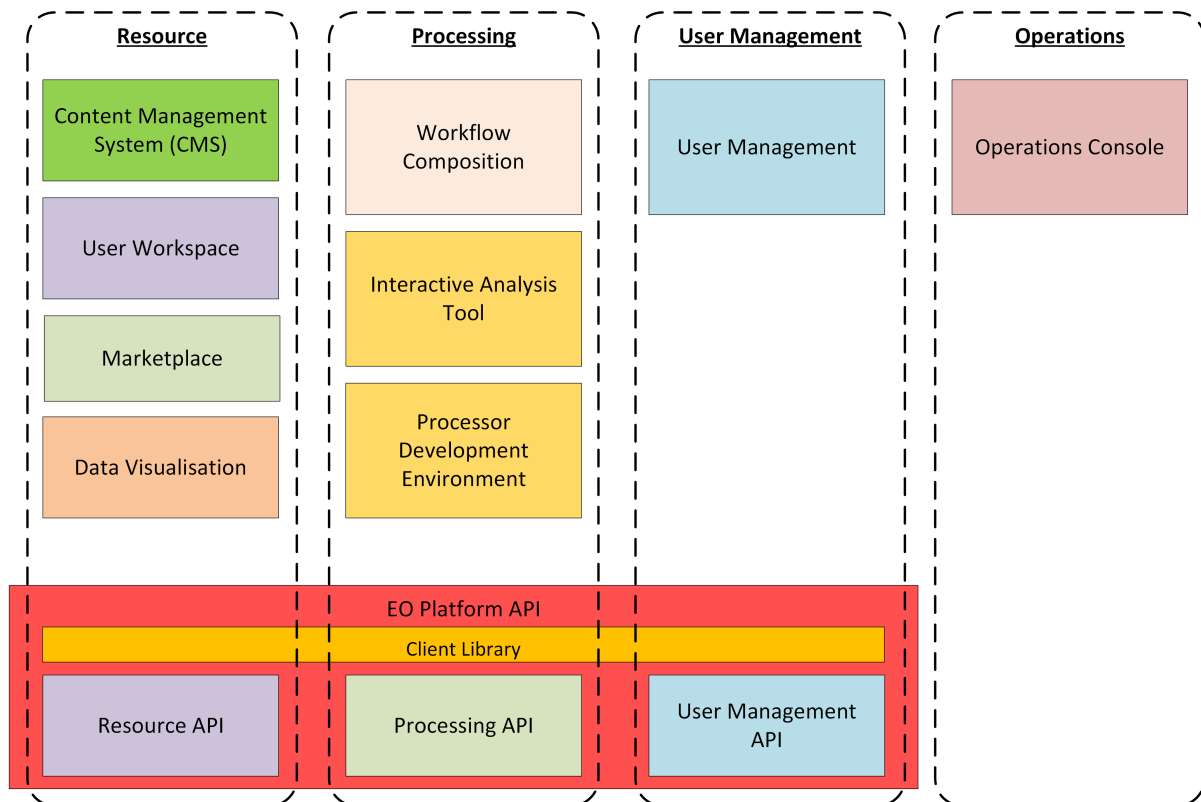 Resource
Content Management
System (CMS)
User Workspace
Marketplace
Data Visualisation
Processing
Workflow
Composition
Interactive Analysis
Tool
Processor
Development
Environment
User Management
User Management
Operations
Operations Console
EO Platform API
Client Library
Resource API
Processing API
User Management
API